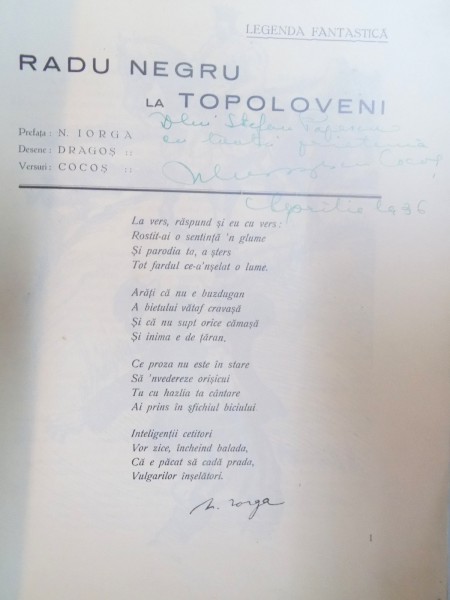 LEGENDA FANTASTICĂ
RADU NEGRU
LA TOPOLOVENI
Prefața : N. IORGA
Desene : DRAGOȘ ::
Versuri : COCOȘ ::
Ștefan Popescu
cu toată
Cocoș
Aprilie 1936
La vers, răspund și eu cu vers :
Rostit-ai o sentință 'n glume
Și parodia ta, a șters
Tot fardul ce-a'nșelat o lume.
Arăți că nu e buzdugan
A bietului vătaf cravașă
Și că nu supt orice cămașă
Și inima e de țăran.
Ce proza nu este în stare
Să 'nvedereze orișicui
Ta cu hazlia ta cântare
Ai prins în sfichiul biciului
Inteligenții cetitori
Vor zice, încheind balada,
Că e păcat să cadă prada,
Vulgarilor înșelători.
N. Iorga
1